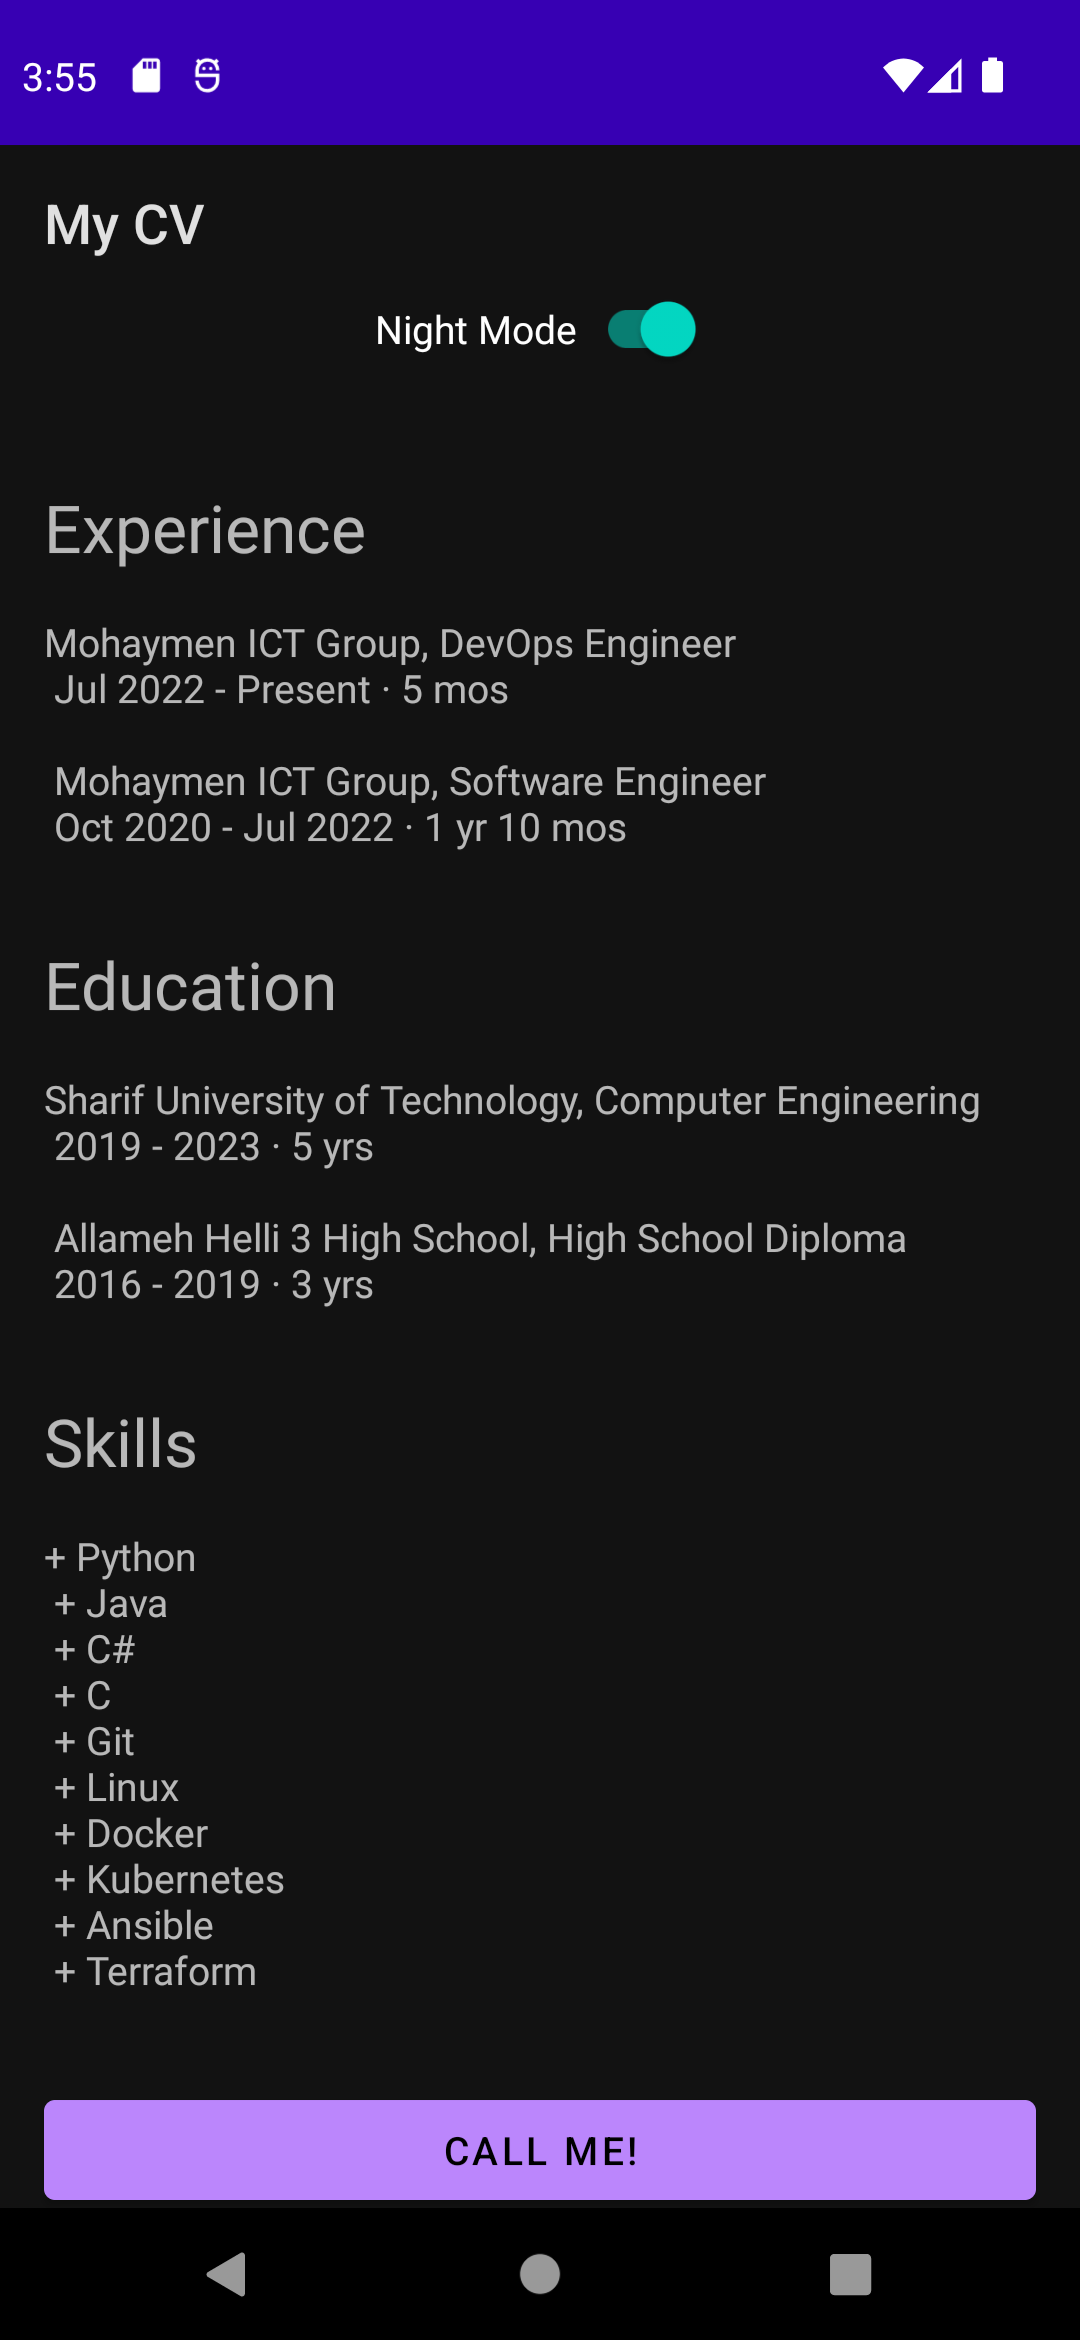 3:55
My CV
Night Mode
Experience
Mohaymen ICT Group, DevOps Engineer
Jul 2022 - Present · 5 mos
Mohaymen ICT Group, Software Engineer
Oct 2020 - Jul 2022 · 1 yr 10 mos
Education
Sharif University of Technology, Computer Engineering
2019 - 2023 · 5 yrs
Allameh Helli 3 High School, High School Diploma
2016 - 2019 · 3 yrs
Skills
+ Python
+ Java
+ C#
+ C
+ Git
+ Linux
+ Docker
+ Kubernetes
+ Ansible
+ Terraform
CALL ME!